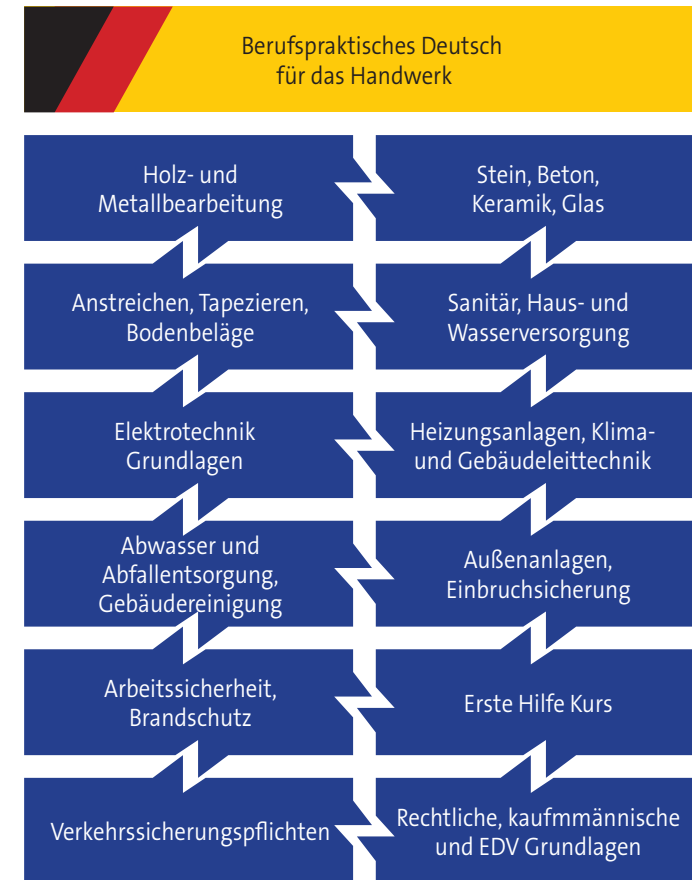 Berufspraktisches Deutsch
für das Handwerk
Holz- und
Metallbearbeitung
Stein, Beton,
Keramik, Glas
Anstreichen, Tapezieren,
Bodenbeläge
Sanitär, Haus- und
Wasserversorgung
Elektrotechnik
Grundlagen
Heizungsanlagen, Klima-
und Gebäudeleittechnik
Abwasser und
Abfallentsorgung,
Gebäudereinigung
Außenanlagen,
Einbruchsicherung
Arbeitssicherheit,
Brandschutz
Erste Hilfe Kurs
Verkehrssicherungspflichten
Rechtliche, kaufmmännische
und EDV Grundlagen